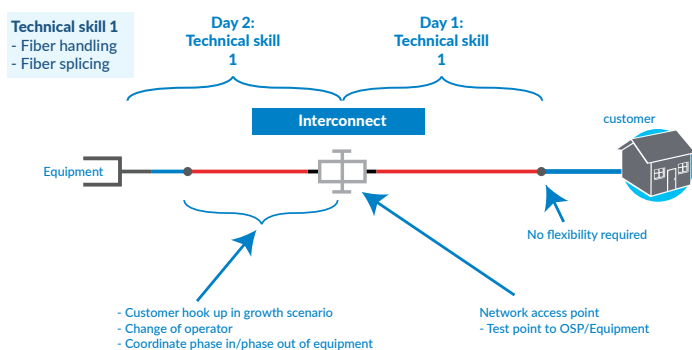 Technical skill 1
- Fiber handling
- Fiber splicing
Day 2:
Technical skill
1
Day 1:
Technical skill
1
Interconnect
customer
Equipment
No flexibility required
- Customer hook up in growth scenario
- Change of operator
- Coordinate phase in/phase out of equipment
Network access point
- Test point to OSP/Equipment